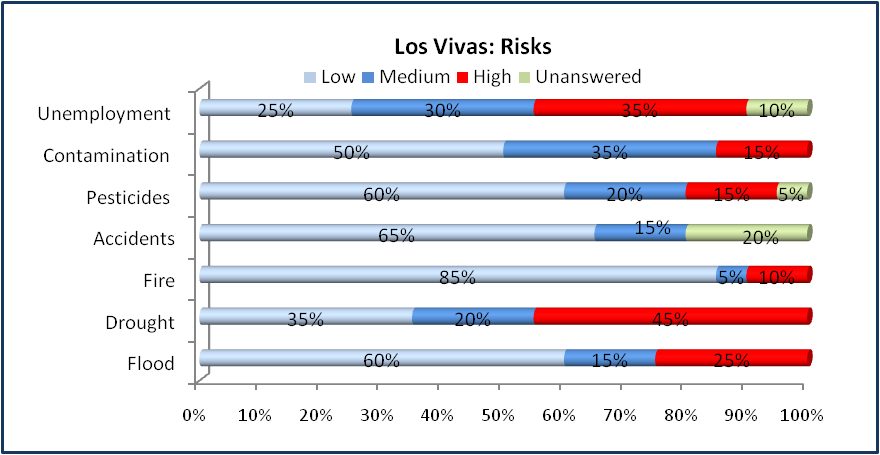 Los Vivas: Risks
Low Medium High Unanswered
Unemployment 25% 30% 35% 10%
Contamination 50% 35% 15%
Pesticides 60% 20% 15% 5%
Accidents 65% 15% 20%
Fire 85% 5% 10%
Drought 35% 20% 45%
Flood 60% 15% 25%
0% 10% 20% 30% 40% 50% 60% 70% 80% 90% 100%